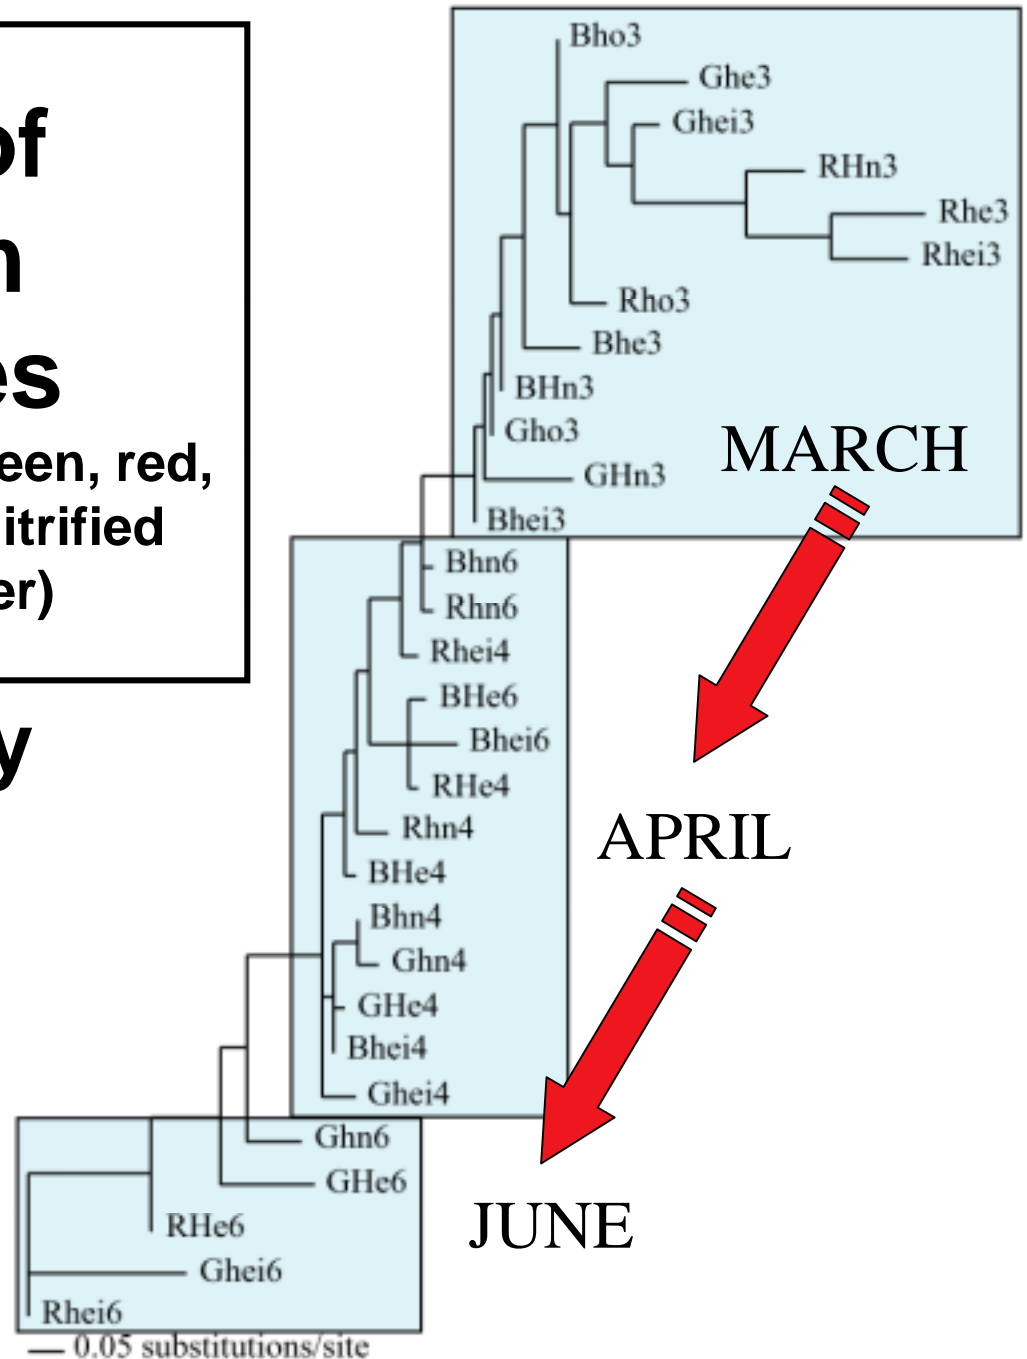 of
n
es
een, red,
itrified
er)
y
Bho3
Ghe3
Ghei3
RHn3
Rhe3
Rhei3
Rho3
Bhe3
BHn3
Gho3
MARCH
GHn3
Bhei3
Bhn6
Rhn6
Rhei4
BHe6
Bhei6
RHe4
Rhn4
APRIL
BHe4
Bhn4
Ghn4
GHe4
Bhei4
Ghei4
Ghn6
GHe6
JUNE
RHe6
Ghei6
Rhei6
0.05 substitutions/site